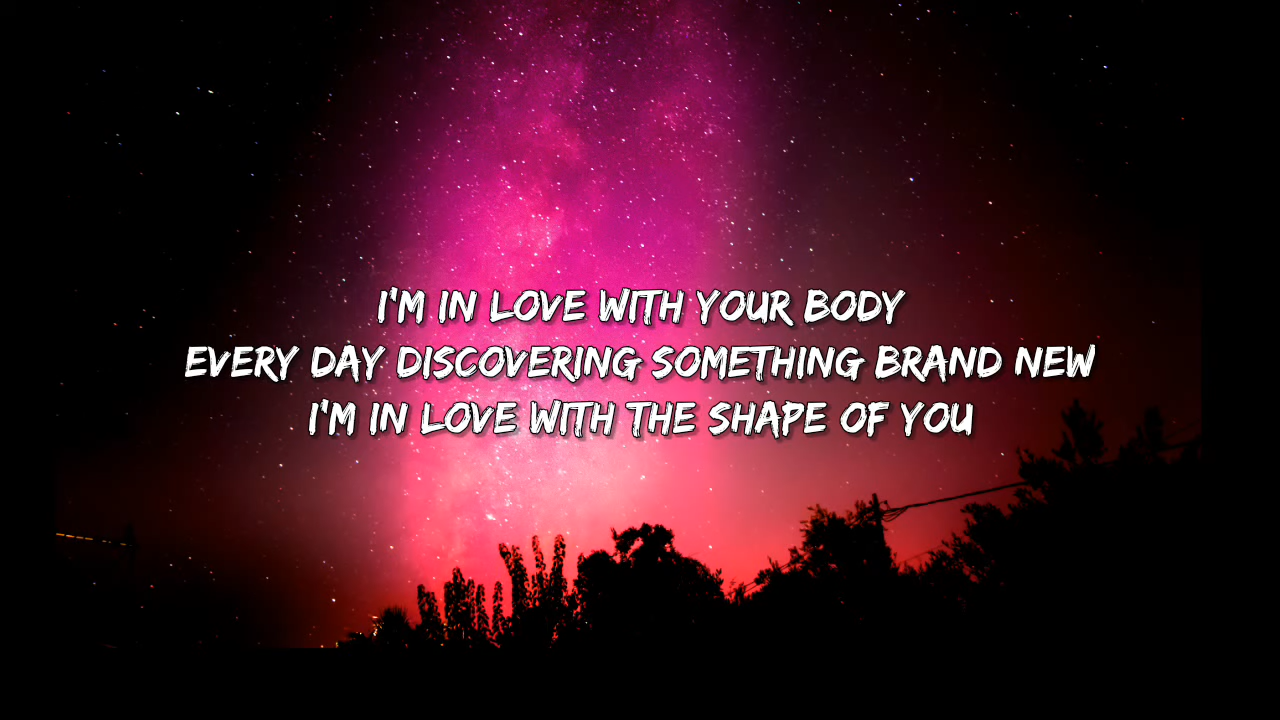 I'M IN LOVE WITH YOUR BODY
EVERY DAY DISCOVERING SOMETHING BRAND NEW
I'M IN LOVE WITH THE SHAPE OF YOU